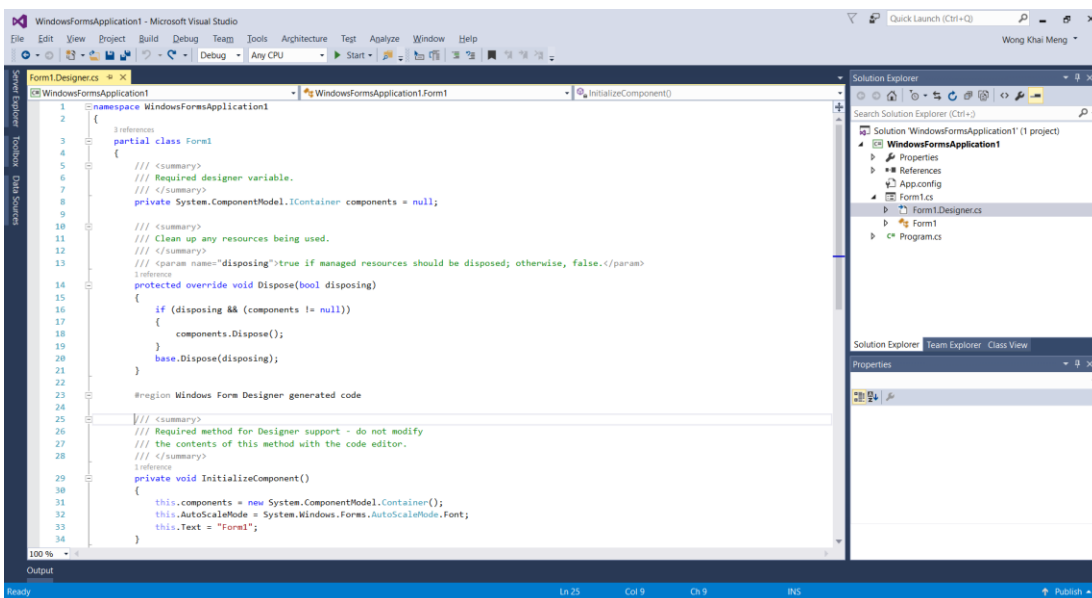 WindowsFormsApplication1 - Microsoft Visual Studio
Quick Launch (Ctrl+Q)
File Edit View Project Build Debug Team Tools Architecture Test Analyze Window Help
Wong Khai Meng
Debug Any CPU Start
Server Explorer
Toolbox
Data Sources
Form1.Designer.cs
WindowsFormsApplication1 WindowsFormsApplication1.Form1 InitializeComponent()
1 namespace WindowsFormsApplication1
2 {
3 references
3 partial class Form1
4 {
5 /// <summary>
6 /// Required designer variable.
7 /// </summary>
8 private System.ComponentModel.IContainer components = null;
9
10 /// <summary>
11 /// Clean up any resources being used.
12 /// </summary>
13 /// <param name="disposing">true if managed resources should be disposed; otherwise, false.</param>
1 reference
14 protected override void Dispose(bool disposing)
15 {
16 if (disposing && (components != null))
17 {
18 components.Dispose();
19 }
20 base.Dispose(disposing);
21 }
22
23 #region Windows Form Designer generated code
24
25 /// <summary>
26 /// Required method for Designer support - do not modify
27 /// the contents of this method with the code editor.
28 /// </summary>
1 reference
29 private void InitializeComponent()
30 {
31 this.components = new System.ComponentModel.Container();
32 this.AutoScaleMode = System.Windows.Forms.AutoScaleMode.Font;
33 this.Text = "Form1";
34 }
100 %
Solution Explorer
Search Solution Explorer (Ctrl+;)
Solution 'WindowsFormsApplication1' (1 project)
C# WindowsFormsApplication1
Properties
References
App.config
Form1.cs
Form1.Designer.cs
Form1
C# Program.cs
Solution Explorer Team Explorer Class View
Properties
Output
Ready Ln 25 Col 9 Ch 9 INS Publish